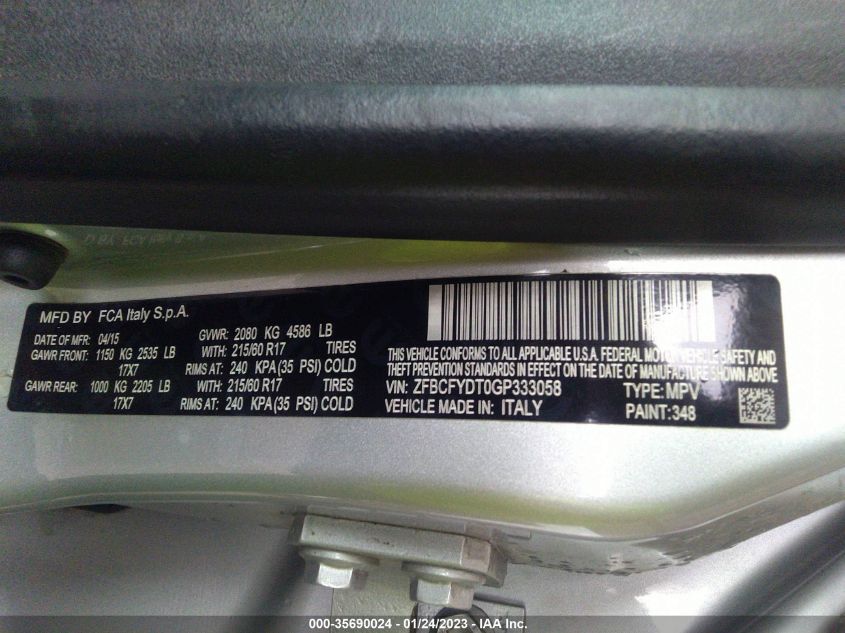 MFD BY FCA Italy S.p.A.
DATE OF MFR: 04/15 GVWR: 2080 KG 4586 LB
GAWR FRONT: 1150 KG 2535 LB WITH: 215/60 R17 TIRES
17X7 RIMS AT: 240 KPA(35 PSI) COLD
GAWR REAR: 1000 KG 2205 LB WITH: 215/60 R17 TIRES
17X7 RIMS AT: 240 KPA(35 PSI) COLD
THIS VEHICLE CONFORMS TO ALL APPLICABLE U.S.A. FEDERAL MOTOR VEHICLE SAFETY AND
THEFT PREVENTION STANDARDS IN EFFECT ON THE DATE OF MANUFACTURE SHOWN ABOVE
VIN: ZFBCFYDT0GP333058 TYPE: MPV
VEHICLE MADE IN: ITALY PAINT: 348
000-35690024 - 01/24/2023 - IAA Inc.